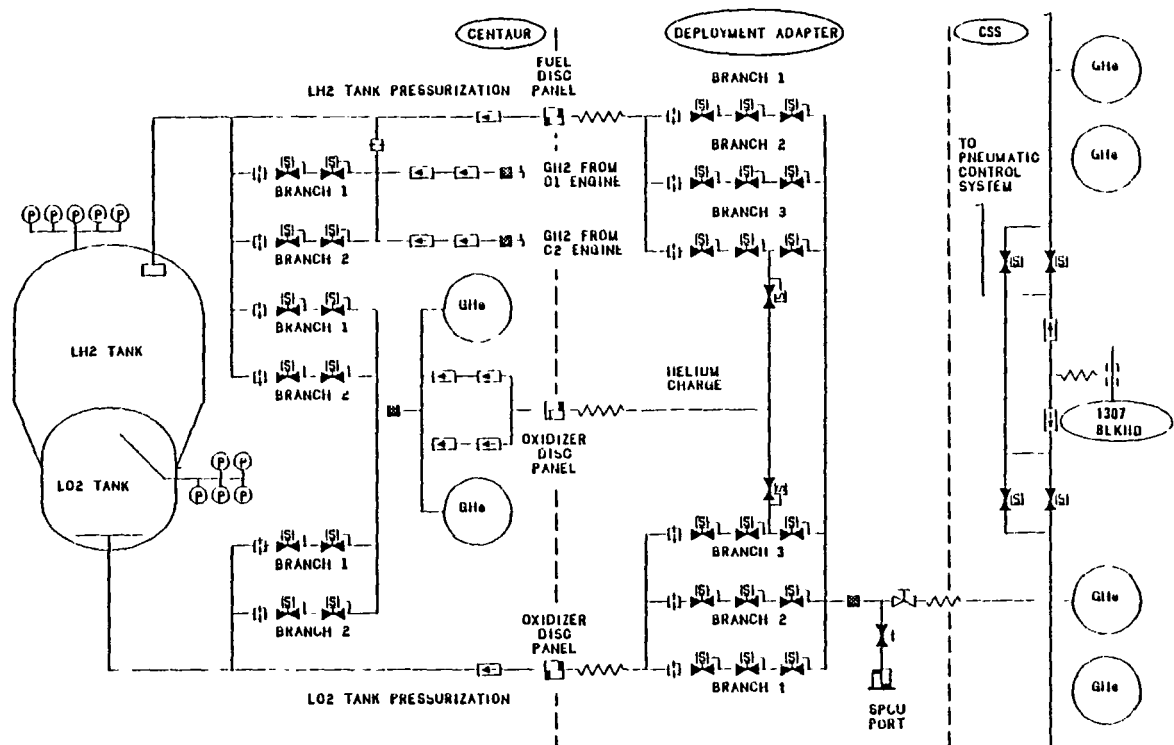 CENTAUR
DEPLOYMENT ADAPTER
CSS
FUEL
DISC
PANEL
LH2 TANK PRESSURIZATION
BRANCH 1
GHe
(S) (S) (S)
BRANCH 2
(S) (S)
BRANCH 1
GH2 FROM
C1 ENGINE
(S) (S) (S)
BRANCH 3
TO
PNEUMATIC
CONTROL
SYSTEM
GHe
P P P P P
(S) (S)
BRANCH 2
GH2 FROM
C2 ENGINE
(S) (S) (S)
(S) (S)
(S) (S)
BRANCH 1
GHe
LH2 TANK
(S) (S)
BRANCH 2
HELIUM
CHARGE
1307
BLKHD
OXIDIZER
DISC
PANEL
LO2 TANK
P P
P P P
GHe
(S) (S)
(S) (S)
BRANCH 1
(S) (S) (S)
BRANCH 3
(S) (S)
BRANCH 2
OXIDIZER
DISC
PANEL
(S) (S) (S)
BRANCH 2
GHe
(S) (S) (S)
BRANCH 1
LO2 TANK PRESSURIZATION
SPCU
PORT
GHe